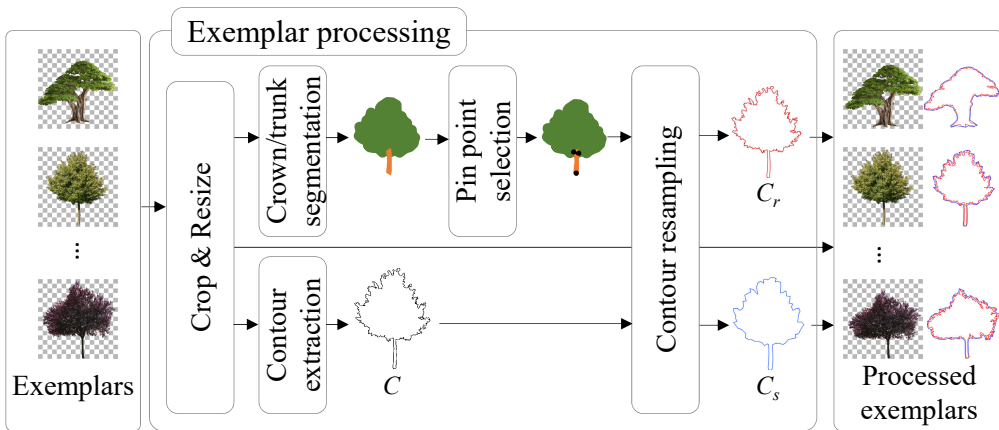 Exemplar processing
Exemplars
...
Crop & Resize
Crown/trunk
segmentation
Pin point
selection
Contour
extraction
C
Contour resampling
C_r
C_s
...
Processed
exemplars